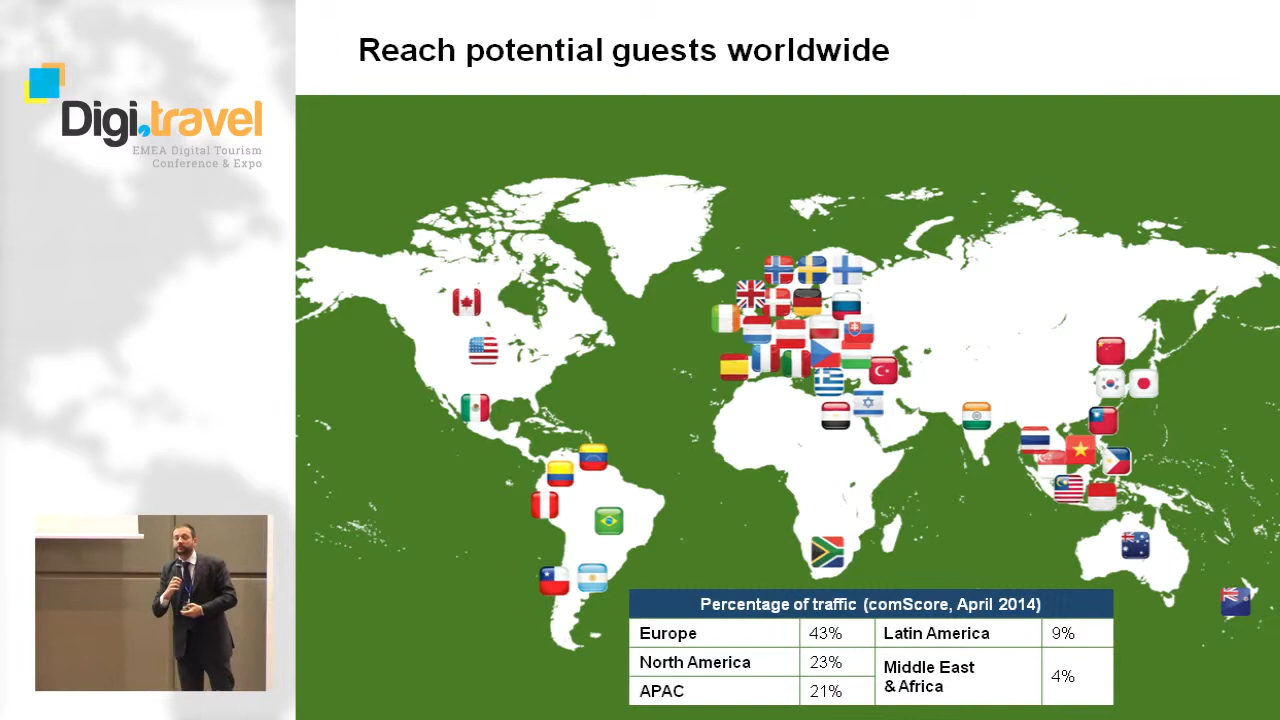 Reach potential guests worldwide
Digi.travel
EMEA Digital Tourism
Conference & Expo
Percentage of traffic (comScore, April 2014)
Europe 43% Latin America 9%
North America 23% Middle East & Africa 4%
APAC 21%